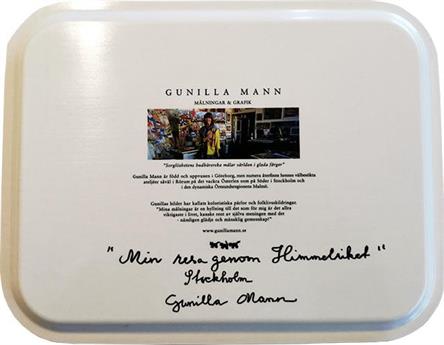 GUNILLA MANN
MÅLNINGAR & GRAFIK
"Sorglöshetens budbärerska målar världen i glada färger"
Gunilla Mann är född och uppvuxen i Göteborg, men numera återfinns hennes välbesökta
ateljéer såväl i Rörum på det vackra Österlen som på Söder i Stockholm och
i den dynamiska Öresundsregionens Malmö.
Gunillas bilder har kallats koloristiska pärlor och folklivsskildringar.
"Mina målningar är en hyllning till det som för mig är det allra
viktigaste i livet, kanske rent av själva meningen med det
- nämligen glädje och mänsklig gemenskap!"
www.gunillamann.se
"Min resa genom Himmelriket"
Stockholm
Gunilla Mann